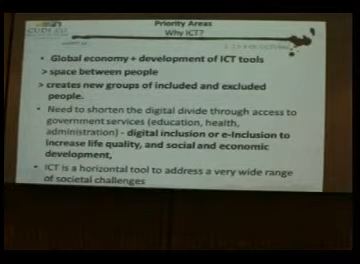 Priority Areas
Why ICT?
• Global economy + development of ICT tools
> space between people
> creates new groups of included and excluded
people.
• Need to shorten the digital divide through access to
government services (education, health,
administration) - digital inclusion or e-Inclusion to
increase life quality, and social and economic
development,
• ICT is a horizontal tool to address a very wide range
of societal challenges